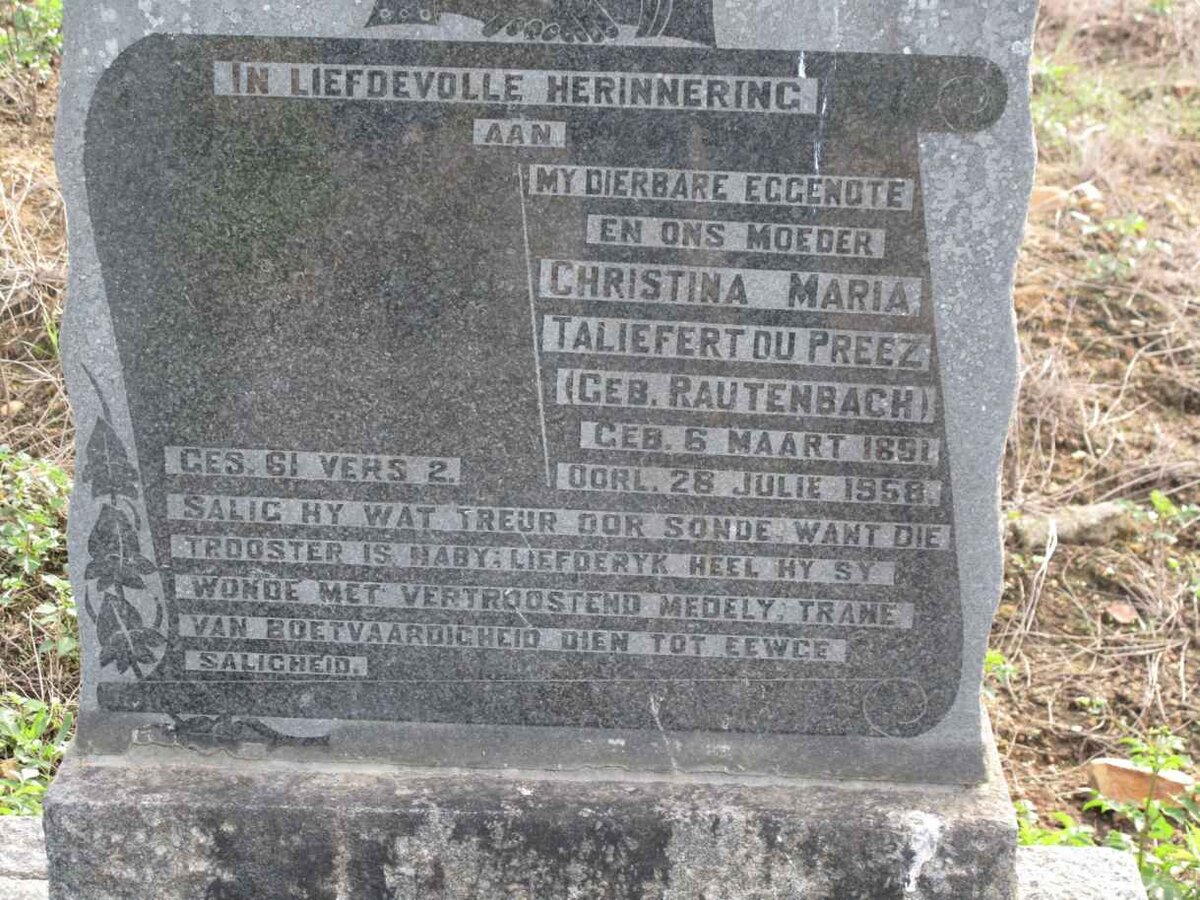 IN LIEFDEVOLLE HERINNERING
AAN
MY DIERBARE EGGENOTE
EN ONS MOEDER
CHRISTINA MARIA
TALIEFERT DU PREEZ
(GEB. RAUTENBACH)
GEB. 6 MAART 1891
OORL. 28 JULIE 1958.
GES. 61 VERS 2.
SALIG HY WAT TREUR OOR SONDE, WANT DIE
TROOSTER IS NABY; LIEFDERYK HEEL HY SY
WONDE MET VERTROOSTEND MEDELY; TRANE
VAN BOETVAARDIGHEID DIEN TOT EEWGE
SALIGHEID.